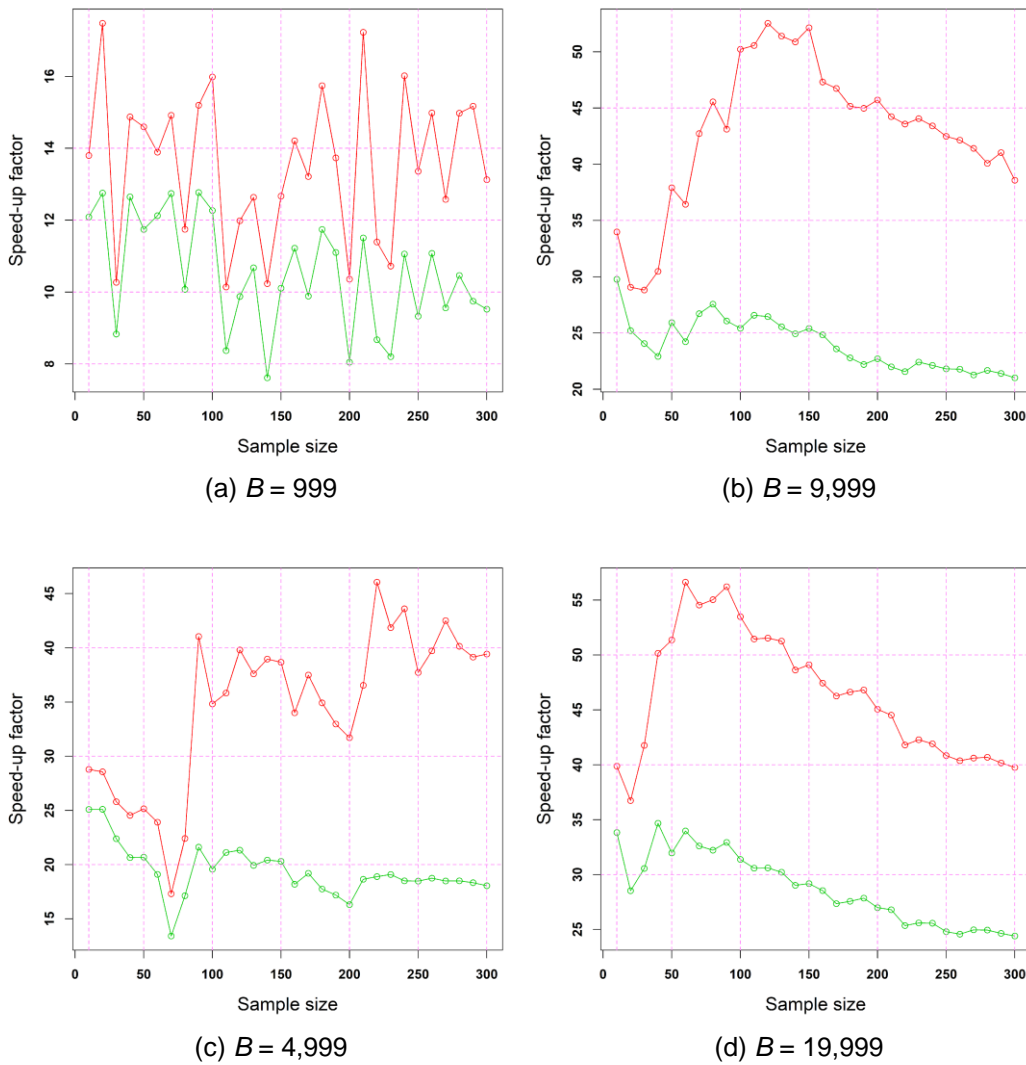 16
14
12
10
8
Speed-up factor
0 50 100 150 200 250 300
Sample size
(a) B = 999
50
45
40
35
30
25
20
Speed-up factor
0 50 100 150 200 250 300
Sample size
(b) B = 9,999
45
40
35
30
25
20
15
Speed-up factor
0 50 100 150 200 250 300
Sample size
(c) B = 4,999
55
50
45
40
35
30
25
Speed-up factor
0 50 100 150 200 250 300
Sample size
(d) B = 19,999